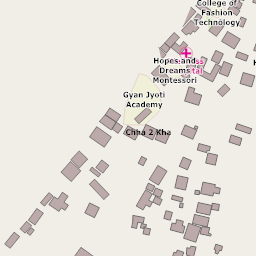 College of
Fashion
Technology
Hopes and
Dreams
Montessori
Gyan Jyoti
Academy
Chha 2 Kha